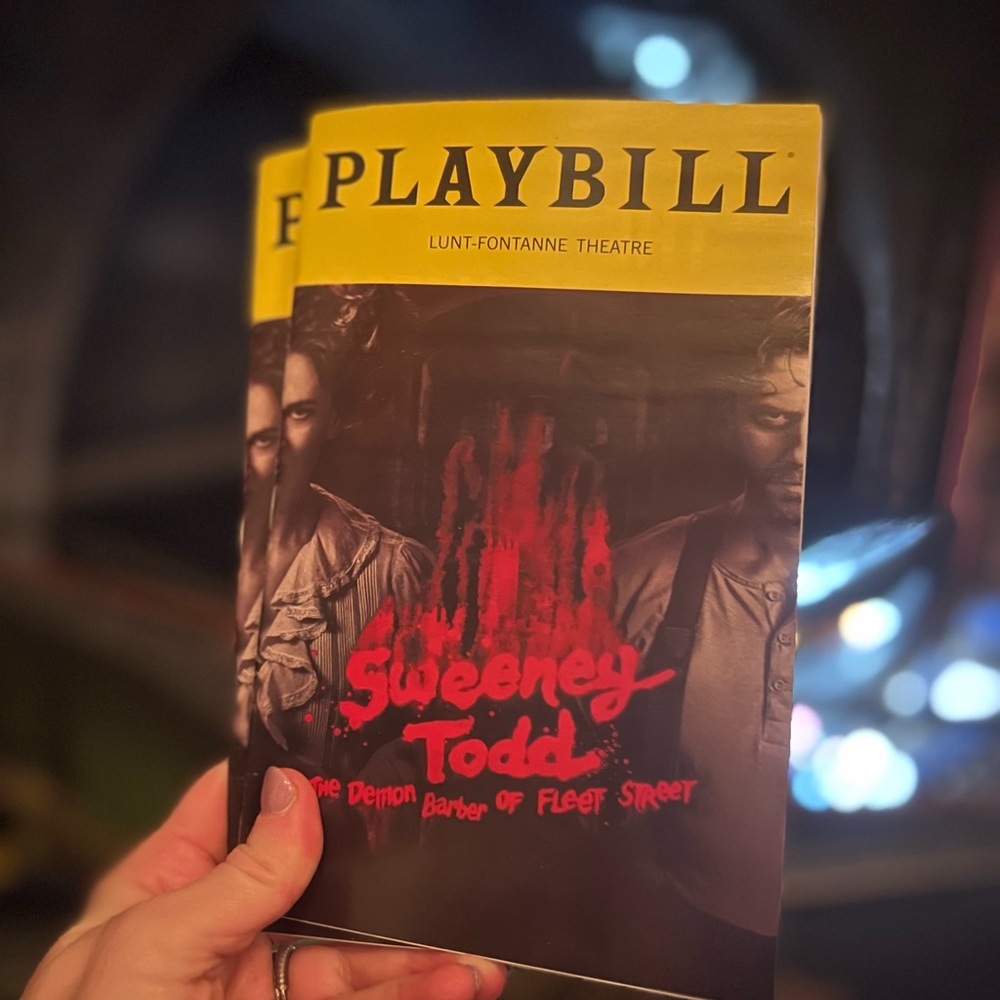 PLAYBILL
LUNT-FONTANNE THEATRE
Sweeney
Todd
THE DEMON BARBER OF FLEET STREET
P